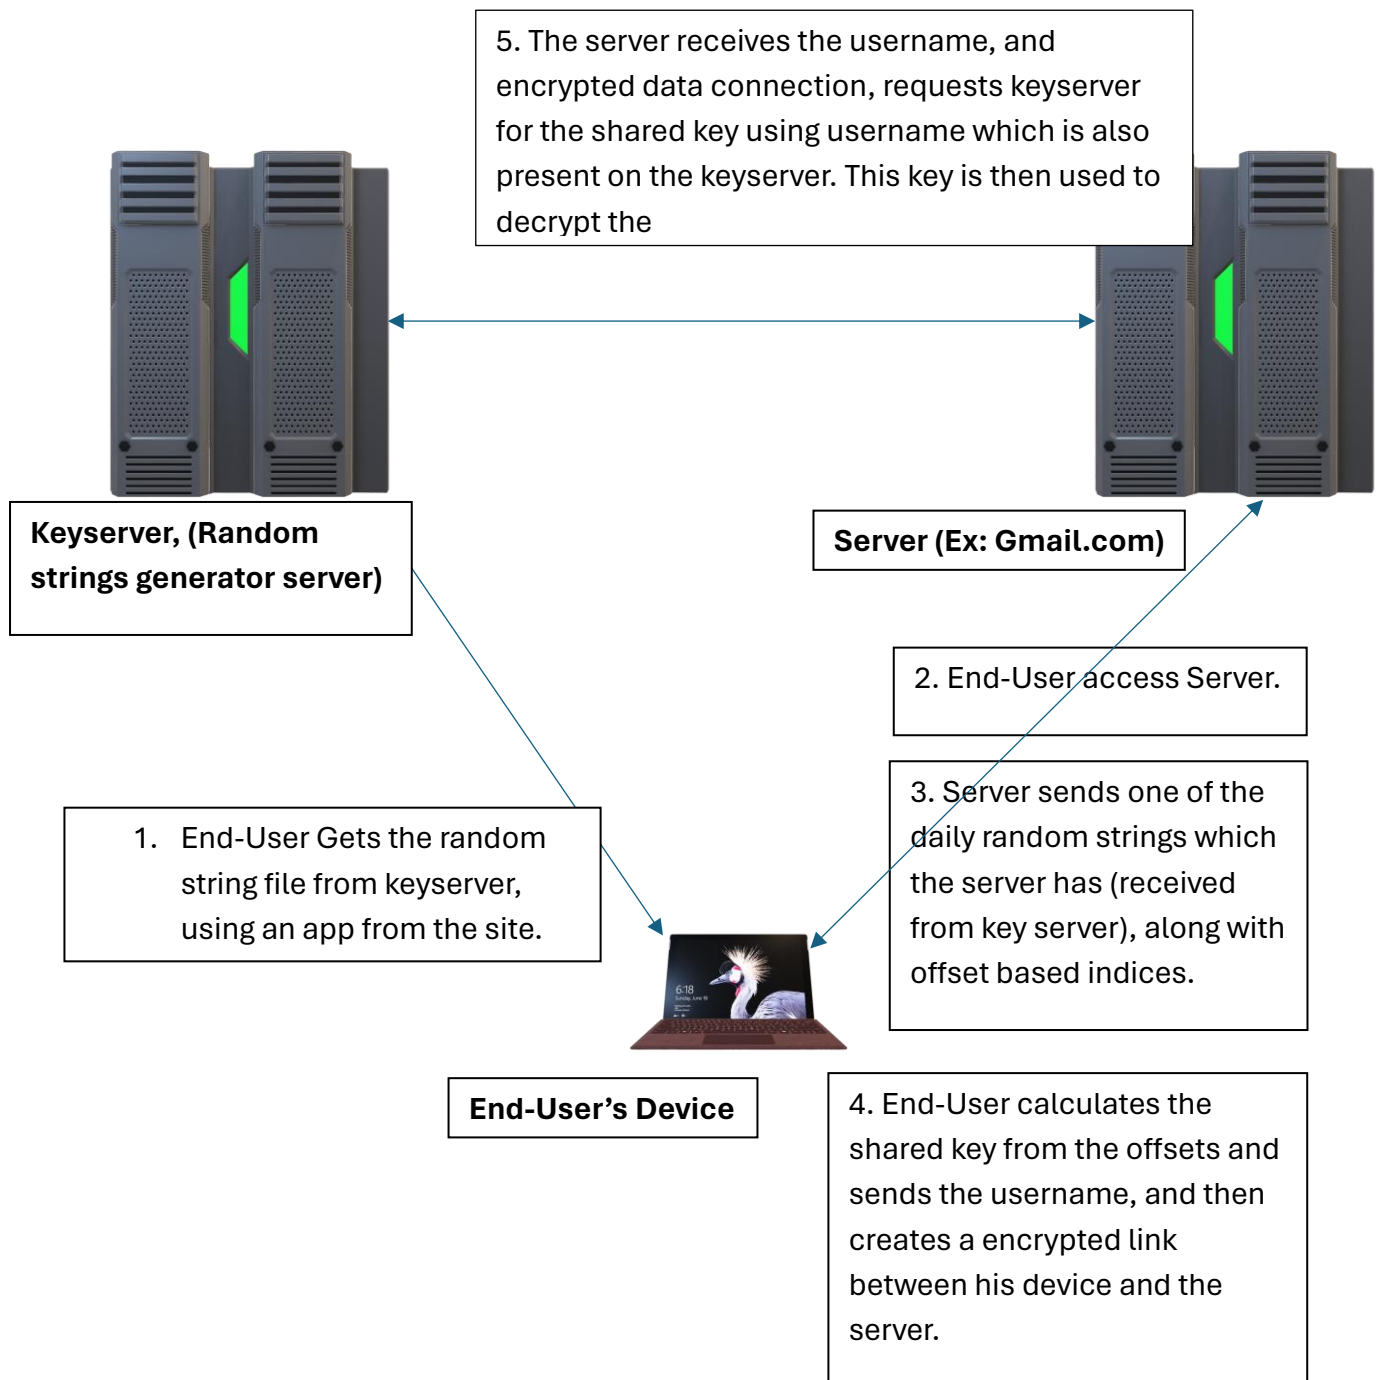 5. The server receives the username, and
encrypted data connection, requests keyserver
for the shared key using username which is also
present on the keyserver. This key is then used to
decrypt the
Keyserver, (Random
strings generator server)
Server (Ex: Gmail.com)
2. End-User access Server.
3. Server sends one of the
daily random strings which
the server has (received
from key server), along with
offset based indices.
1. End-User Gets the random
string file from keyserver,
using an app from the site.
6:18
Sunday, June 18
End-User’s Device
4. End-User calculates the
shared key from the offsets and
sends the username, and then
creates a encrypted link
between his device and the
server.